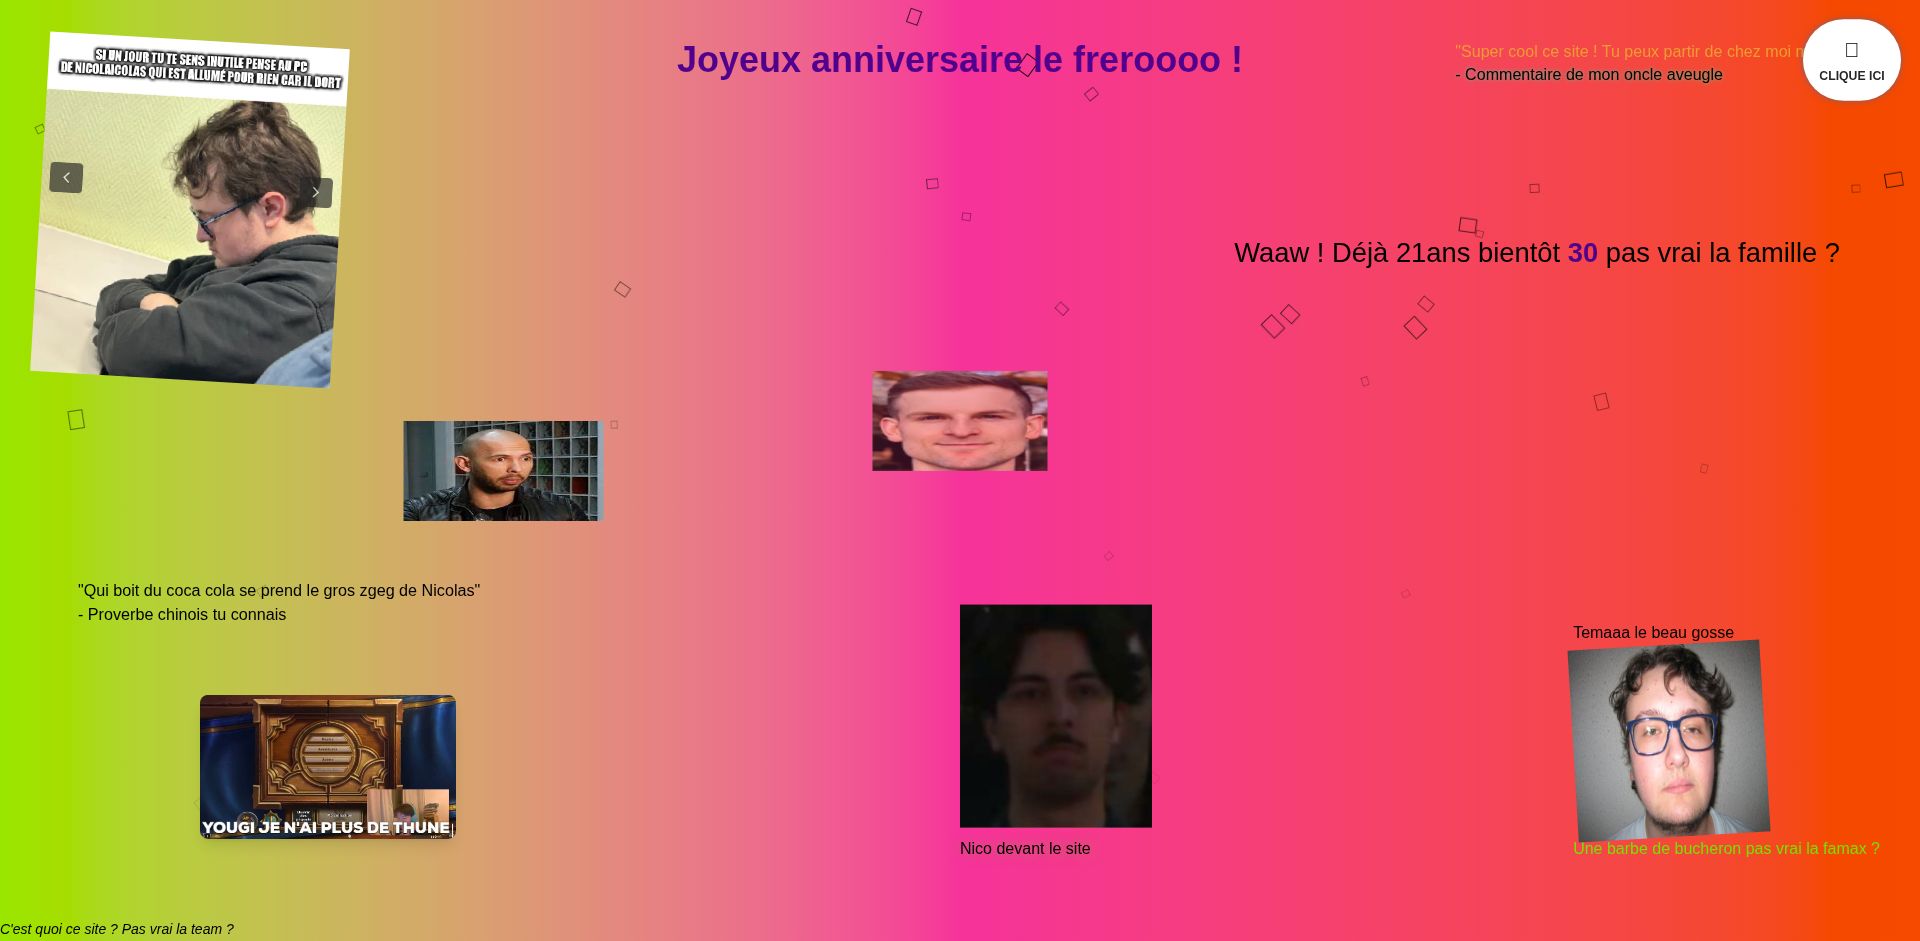 SI UN JOUR TU TE SENS INUTILE PENSE AU PC
DE NICOLAICOLAS QUI EST ALLUMÉ POUR RIEN CAR IL DORT
Joyeux anniversaire le freroooo !
"Super cool ce site ! Tu peux partir de chez moi
- Commentaire de mon oncle aveugle
CLIQUE ICI
Waaw ! Déjà 21ans bientôt 30 pas vrai la famille ?
"Qui boit du coca cola se prend le gros zgeg de Nicolas"
- Proverbe chinois tu connais
YOUGI JE N'AI PLUS DE THUNE
Nico devant le site
Temaaa le beau gosse
Une barbe de bucheron pas vrai la famax ?
C'est quoi ce site ? Pas vrai la team ?